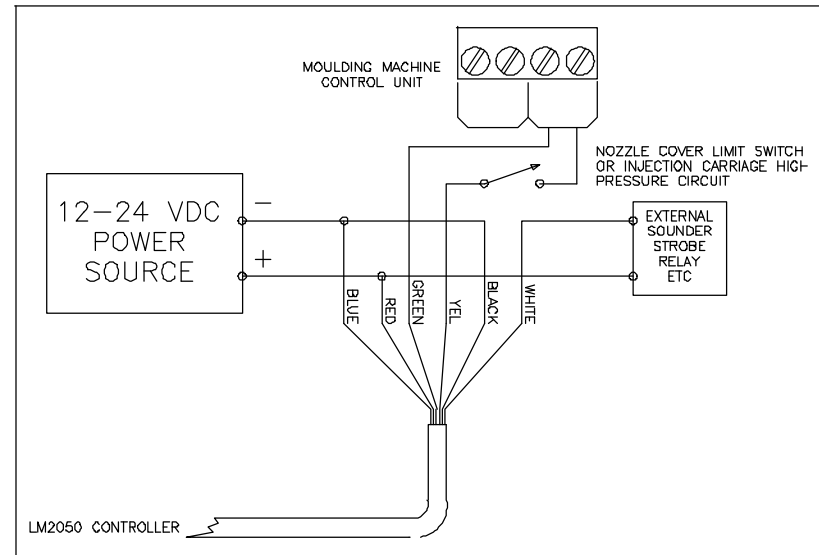 MOULDING MACHINE
CONTROL UNIT
NOZZLE COVER LIMIT SWITCH
OR INJECTION CARRIAGE HIGH-
PRESSURE CIRCUIT
12-24 VDC
POWER
SOURCE
−
+
EXTERNAL
SOUNDER
STROBE
RELAY
ETC
BLUE
RED
GREEN
YEL
BLACK
WHITE
LM2050 CONTROLLER